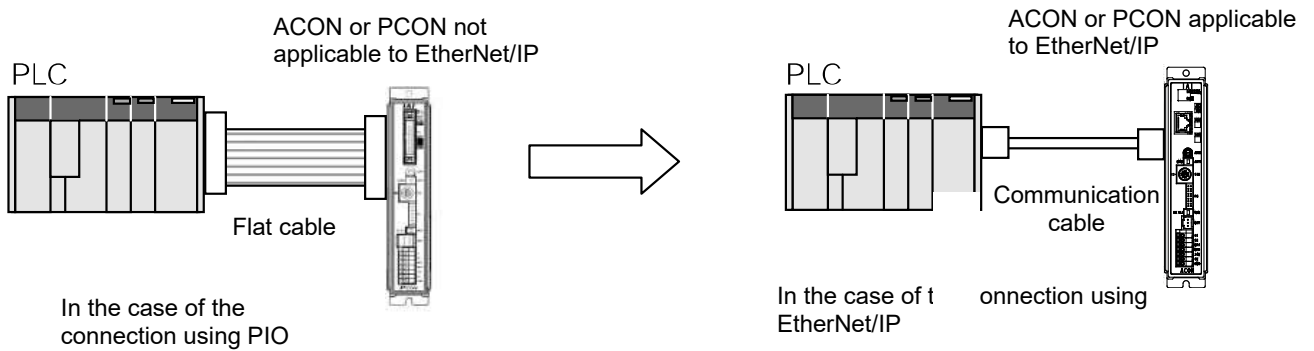 ACON or PCON not
applicable to EtherNet/IP
PLC
Flat cable
In the case of the
connection using PIO
ACON or PCON applicable
to EtherNet/IP
PLC
Communication
cable
In the case of t onnection using
EtherNet/IP
ACON